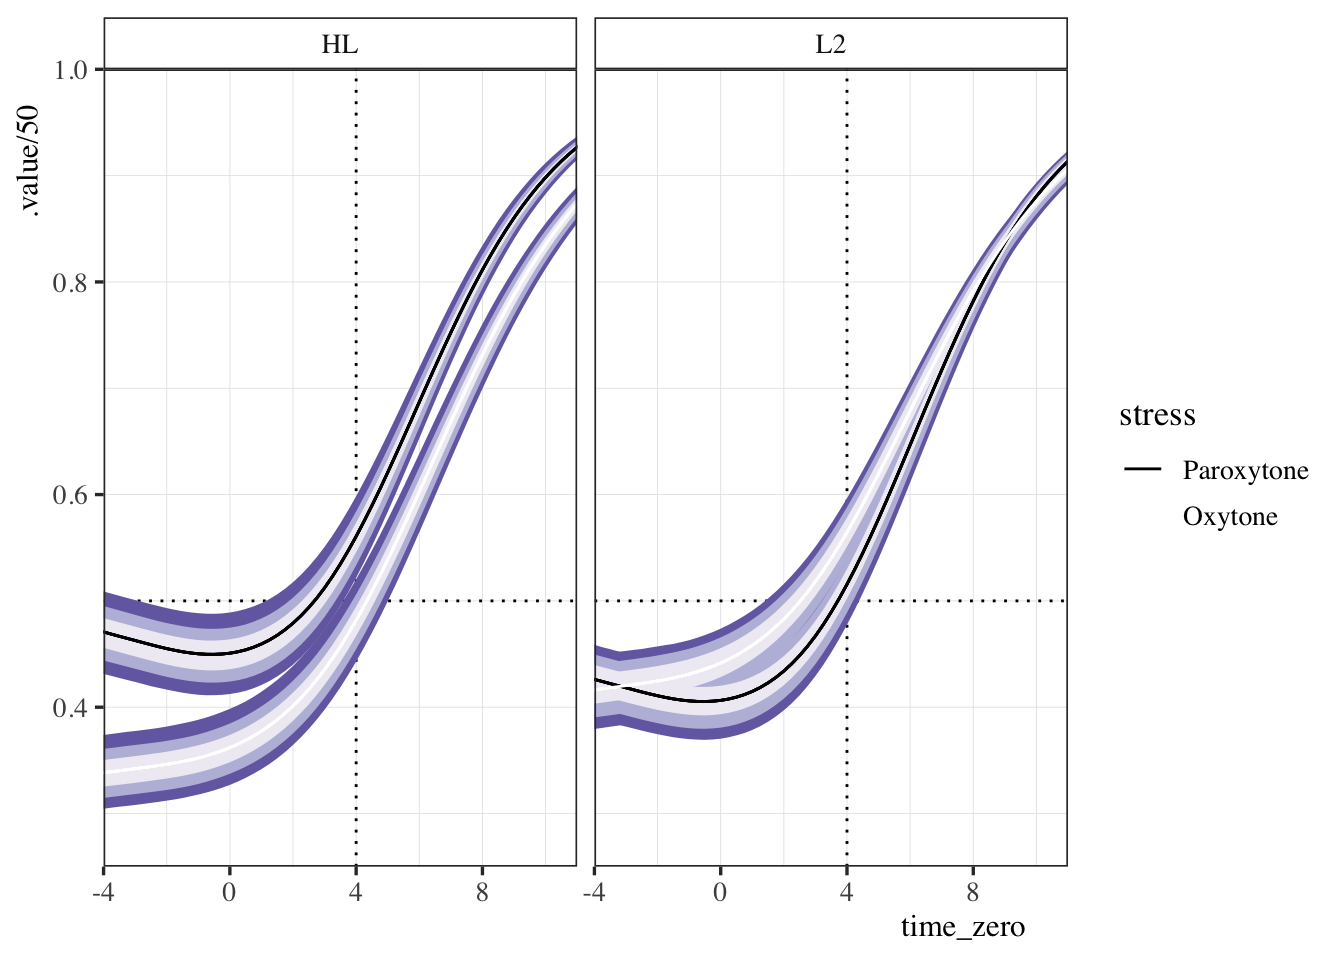 HL
L2
1.0
0.8
0.6
0.4
.value/50
-4 0 4 8
-4 0 4 8
time_zero
stress
Paroxytone
Oxytone